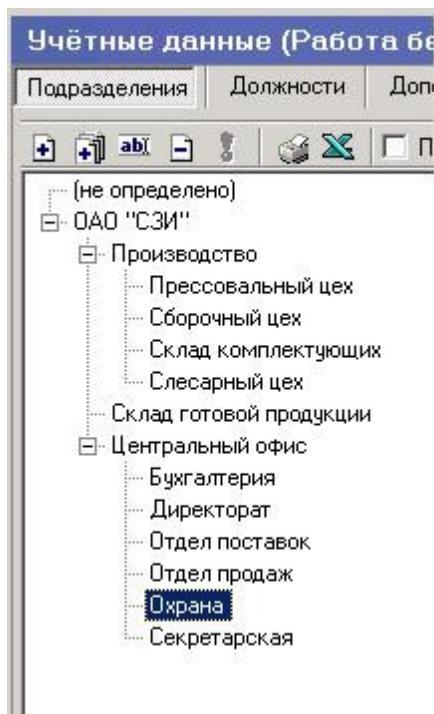 Учётные данные (Работа бе
Подразделения Должности Доп
ab П
(не определено)
ОАО "СЗИ"
Производство
Прессовальный цех
Сборочный цех
Склад комплектующих
Слесарный цех
Склад готовой продукции
Центральный офис
Бухгалтерия
Директорат
Отдел поставок
Отдел продаж
Охрана
Секретарская